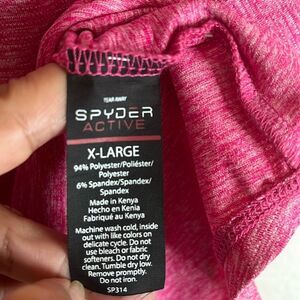 TEAR AWAY
SPYDER
ACTIVE
X-LARGE
94% Polyester/Poliéster/
Polyester
6% Spandex/Spandex/
Spandex
Made in Kenya
Hecho en Kenia
Fabriqué au Kenya
Machine wash cold, inside
out with like colors on
delicate cycle. Do not
use bleach or fabric
softeners. Do not dry
clean. Tumble dry low.
Remove promptly.
Do not iron.
SP314